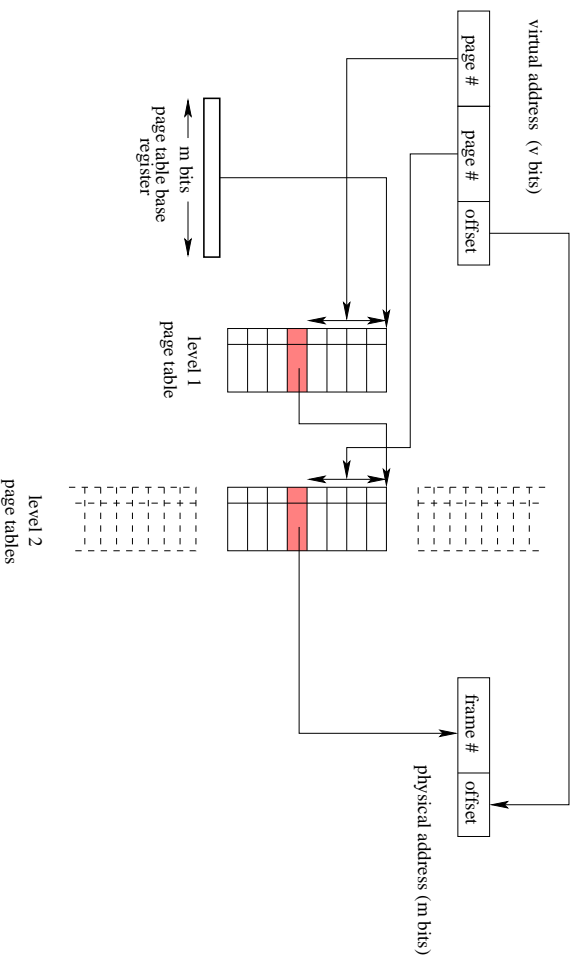 virtual address (v bits)
page #
page #
offset
m bits
page table base
register
level 1
page table
level 2
page tables
frame #
offset
physical address (m bits)